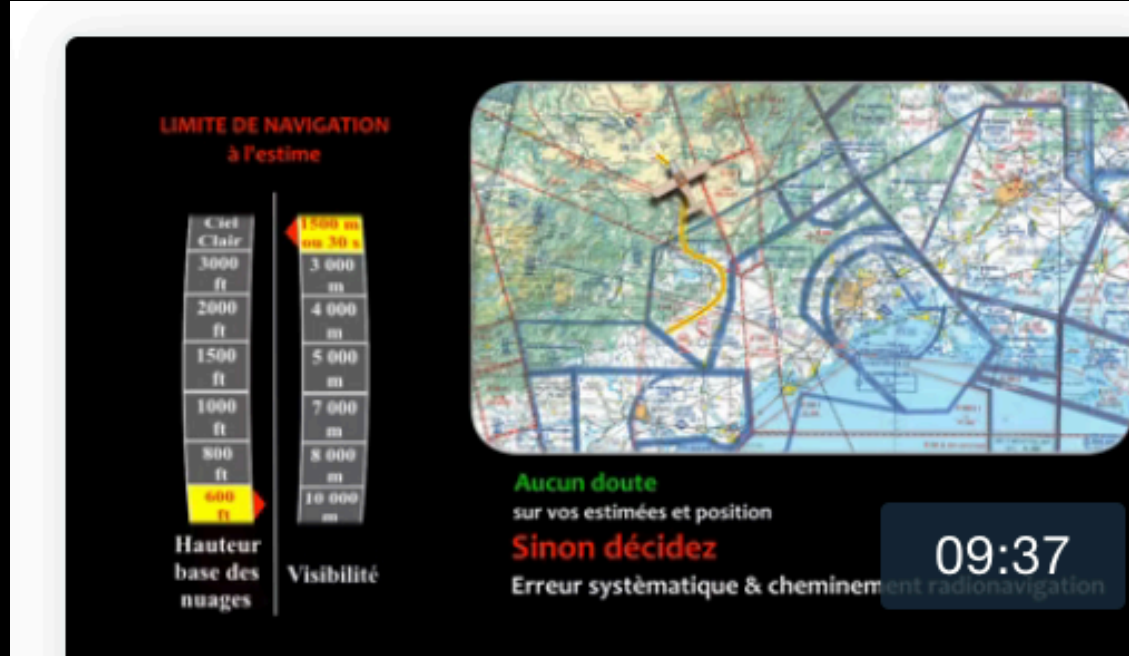 LIMITE DE NAVIGATION
à l'estime
Ciel
Clair
3000
ft
2000
ft
1500
ft
1000
ft
800
ft
600
ft
Hauteur
base des
nuages
1500 m
ou 30 s
3 000
m
4 000
m
5 000
m
7 000
m
8 000
m
10 000
m
Visibilité
Aucun doute
sur vos estimées et position
Sinon décidez
Erreur systèmatique & cheminement radionavigation
09:37